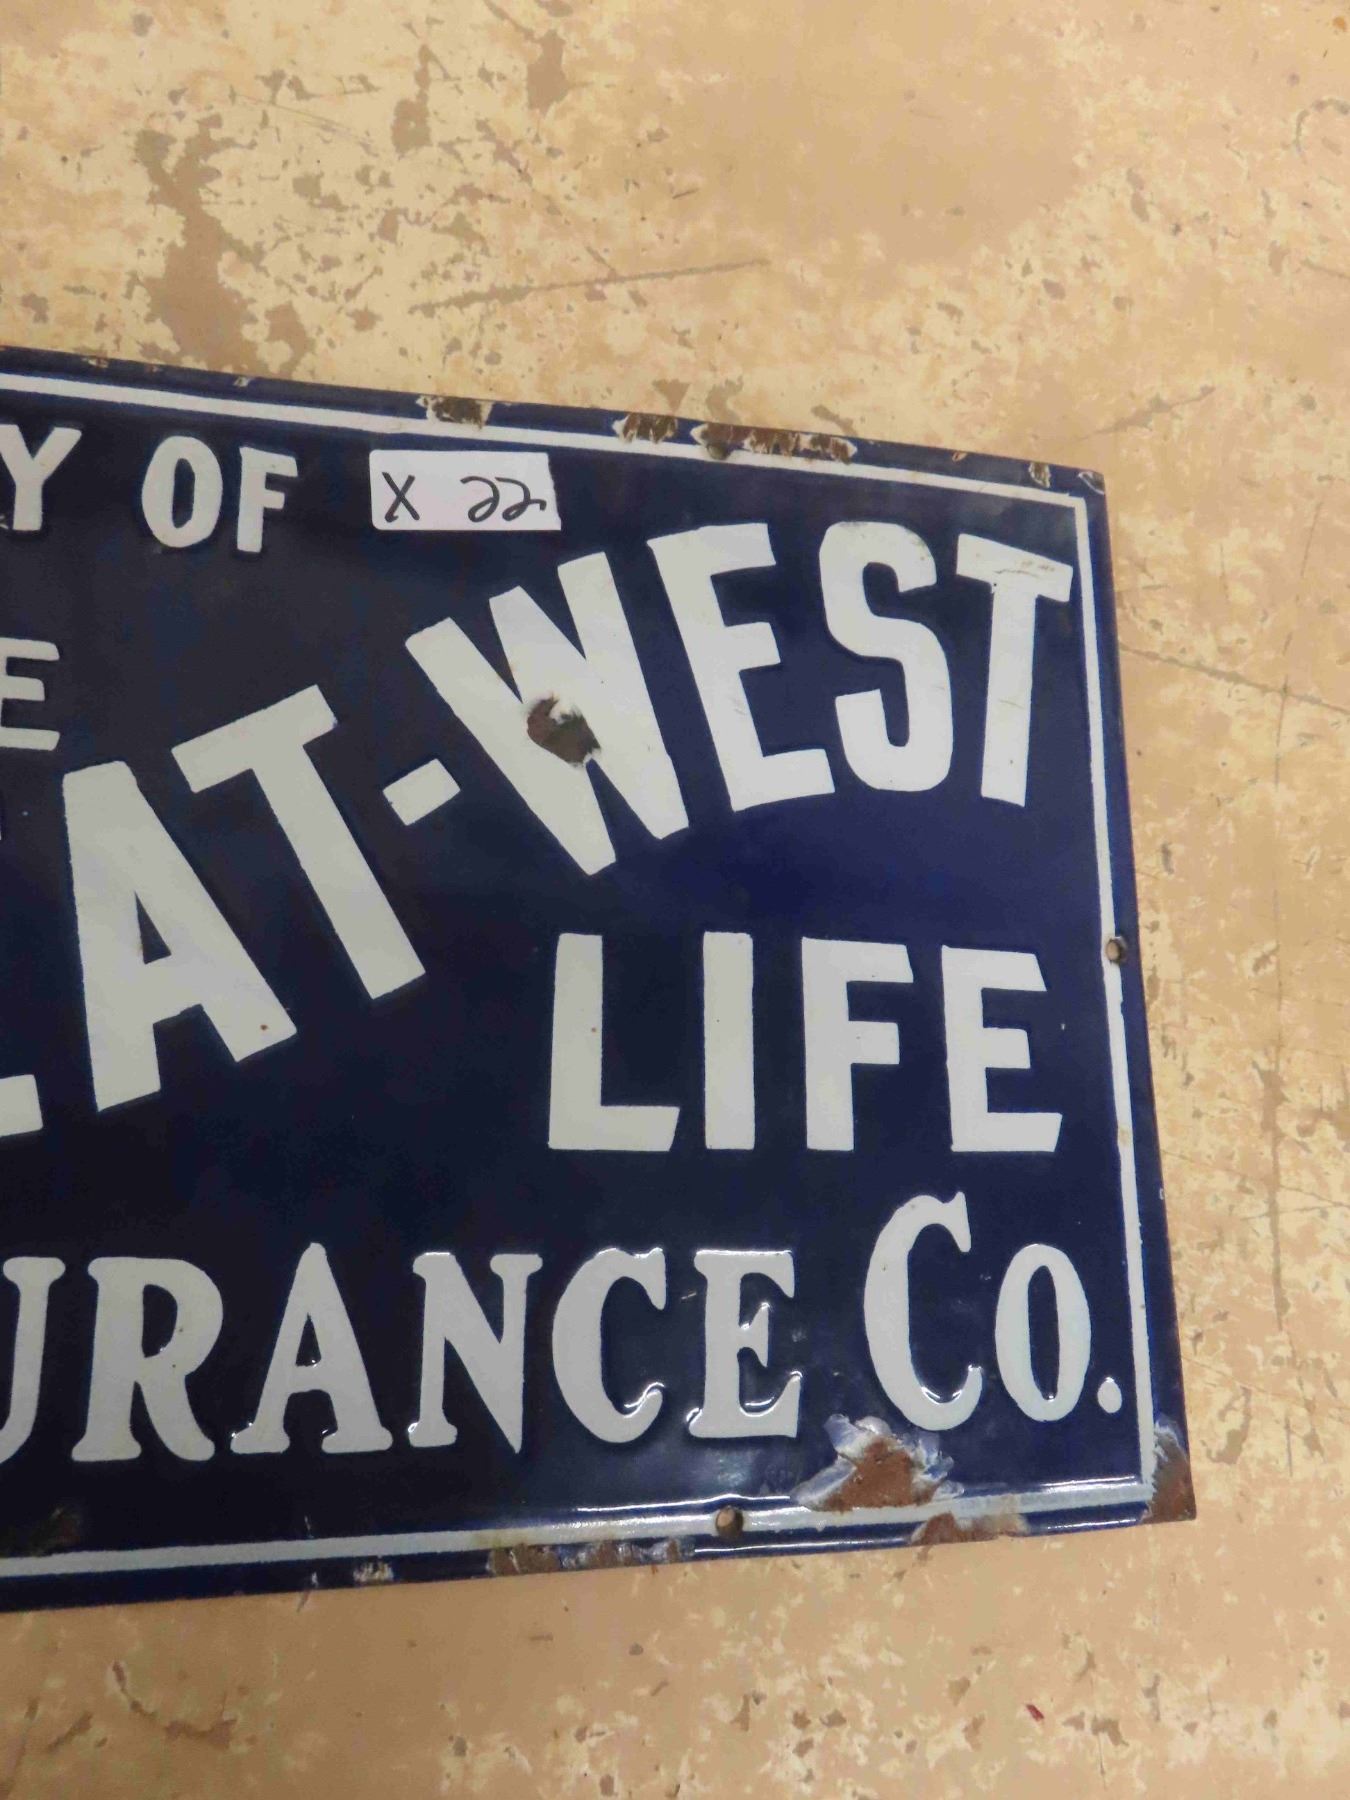 Y OF
X 22
E
EAT-WEST
LIFE
URANCE CO.